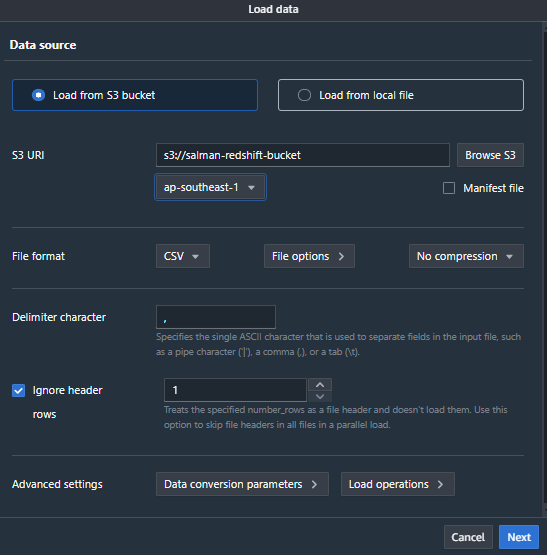 Load data
Data source
Load from S3 bucket
Load from local file
S3 URI
s3://salman-redshift-bucket
Browse S3
ap-southeast-1
Manifest file
File format
CSV
File options
No compression
Delimiter character
,
Specifies the single ASCII character that is used to separate fields in the input file, such
as a pipe character ('|'), a comma (,), or a tab (\t).
Ignore header
rows
1
Treats the specified number_rows as a file header and doesn't load them. Use this
option to skip file headers in all files in a parallel load.
Advanced settings
Data conversion parameters
Load operations
Cancel
Next